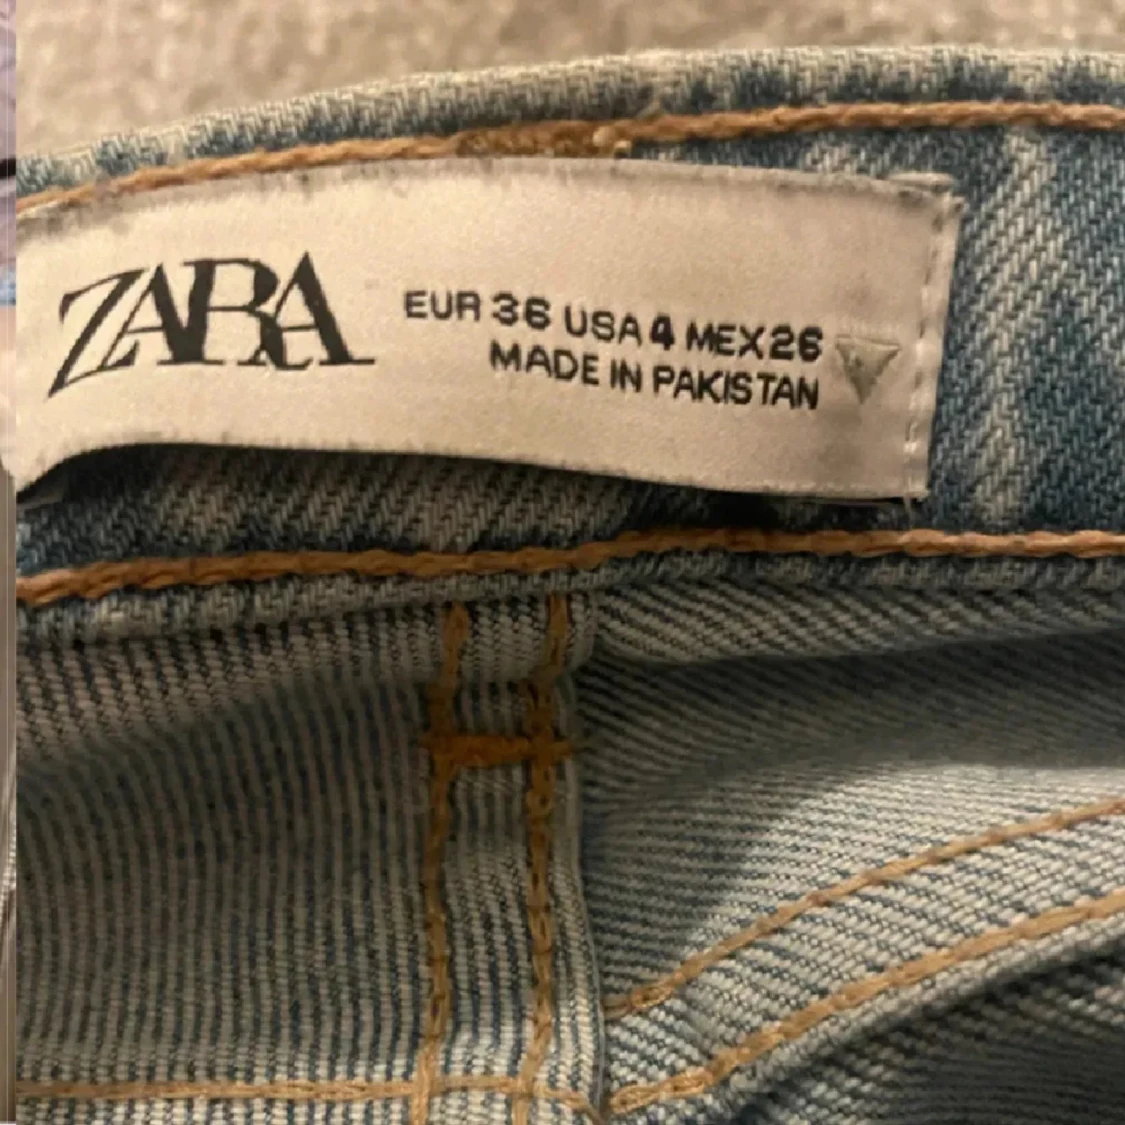 ZARA
EUR 36 USA 4 MEX 26
MADE IN PAKISTAN